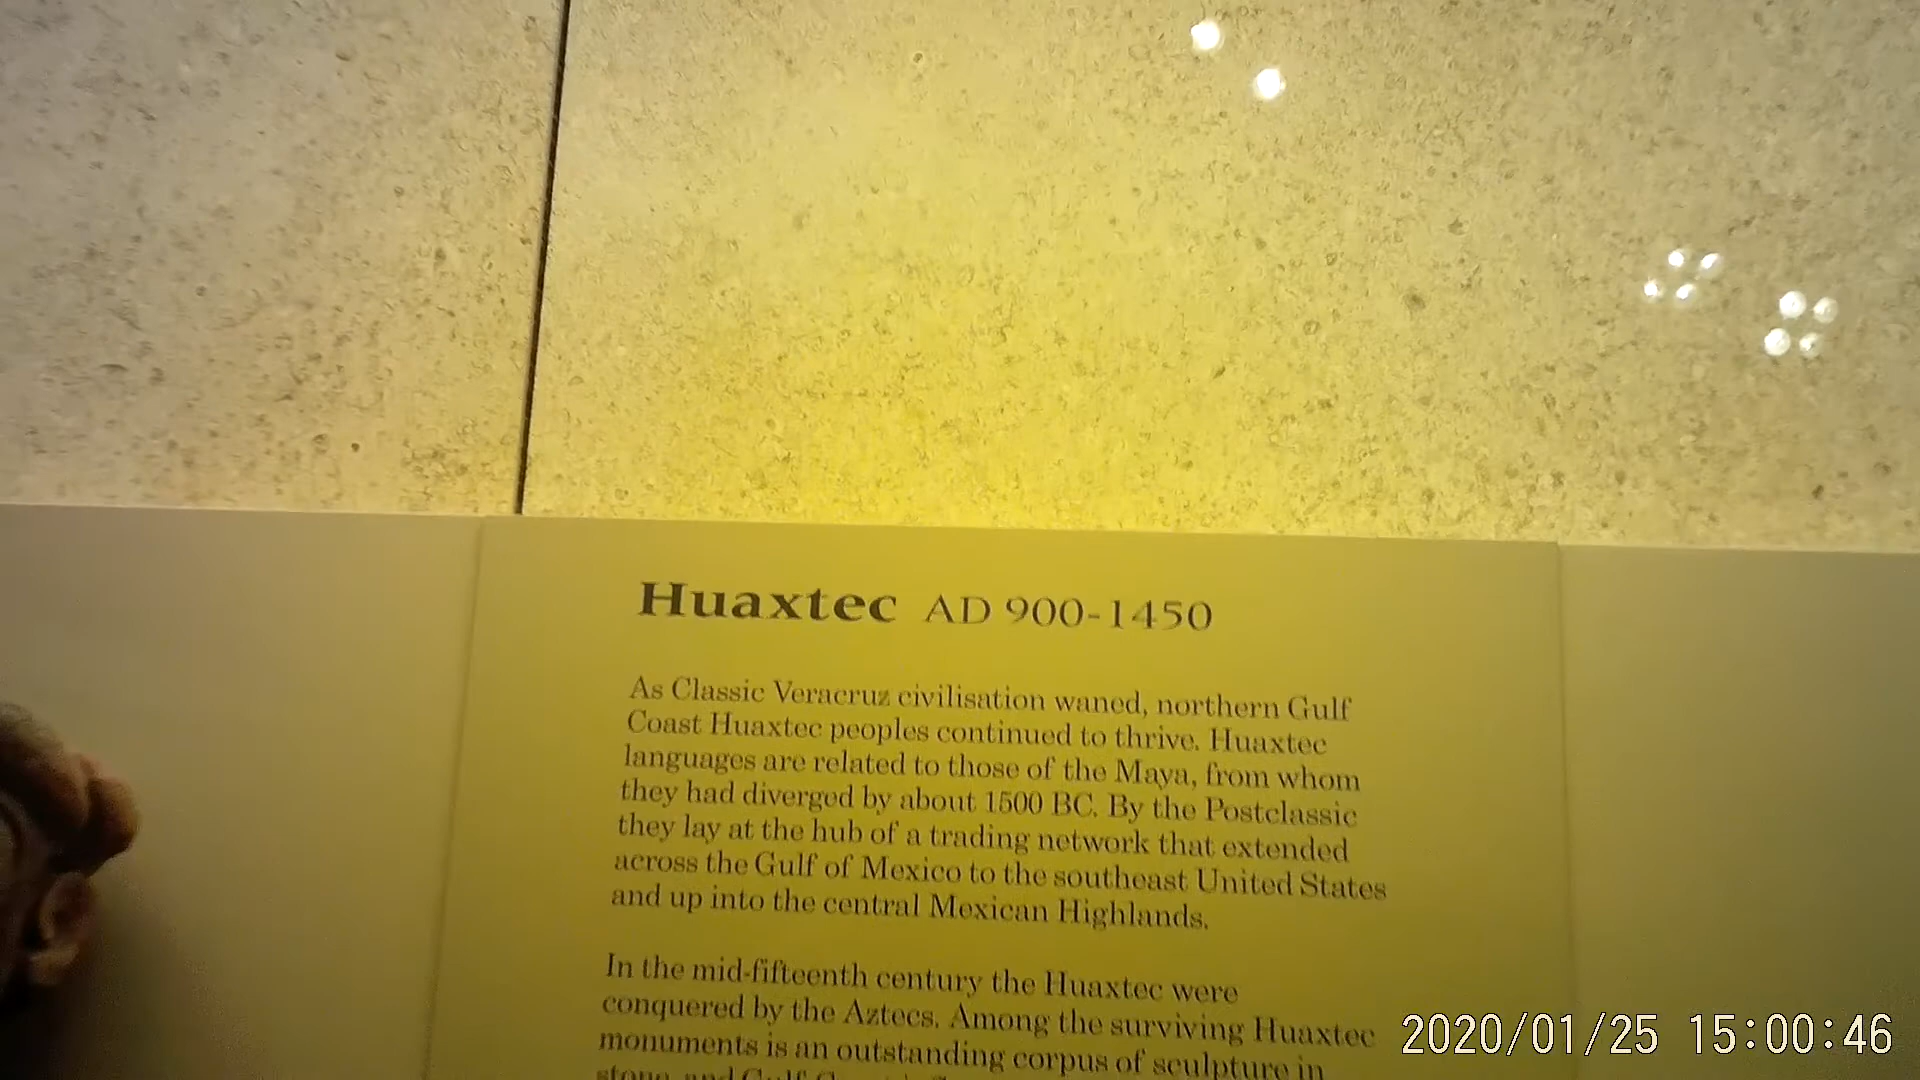 Huaxtec AD 900-1450
As Classic Veracruz civilisation waned, northern Gulf
Coast Huaxtec peoples continued to thrive. Huaxtec
languages are related to those of the Maya, from whom
they had diverged by about 1500 BC. By the Postclassic
they lay at the hub of a trading network that extended
across the Gulf of Mexico to the southeast United States
and up into the central Mexican Highlands.
In the mid-fifteenth century the Huaxtec were
conquered by the Aztecs. Among the surviving Huaxtec
monuments is an outstanding corpus of sculpture in
stone and Gulf
2020/01/25 15:00:46